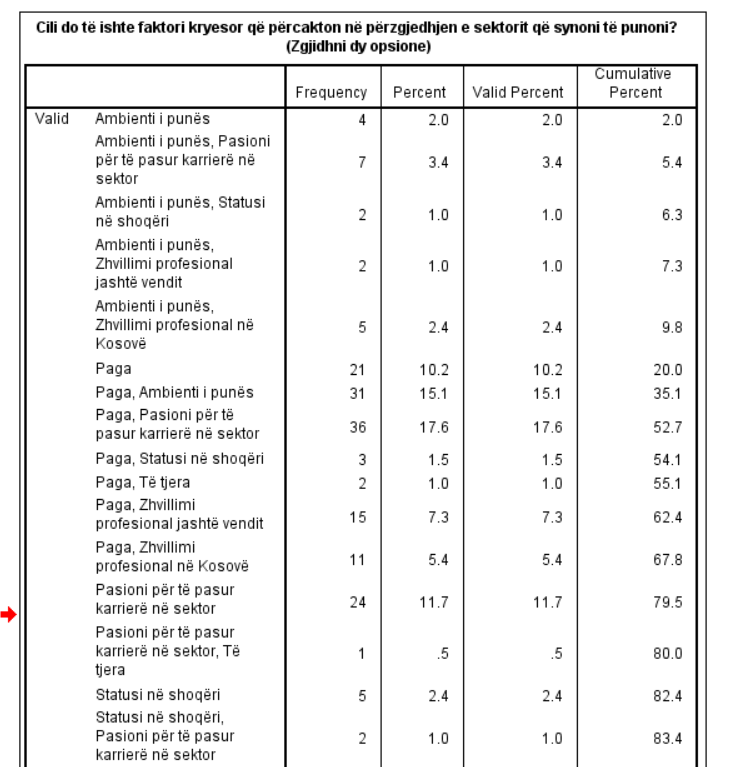 Cili do të ishte faktori kryesor që përcakton në përzgjedhjen e sektorit që synoni të punoni?
(Zgjidhni dy opsione)
Frequency Percent Valid Percent Cumulative
Percent
Valid Ambienti i punës 4 2.0 2.0 2.0
Ambienti i punës, Pasioni
për të pasur karrierë në
sektor 7 3.4 3.4 5.4
Ambienti i punës, Statusi
në shoqëri 2 1.0 1.0 6.3
Ambienti i punës,
Zhvillimi profesional
jashtë vendit 2 1.0 1.0 7.3
Ambienti i punës,
Zhvillimi profesional në
Kosovë 5 2.4 2.4 9.8
Paga 21 10.2 10.2 20.0
Paga, Ambienti i punës 31 15.1 15.1 35.1
Paga, Pasioni për të
pasur karrierë në sektor 36 17.6 17.6 52.7
Paga, Statusi në shoqëri 3 1.5 1.5 54.1
Paga, Të tjera 2 1.0 1.0 55.1
Paga, Zhvillimi
profesional jashtë vendit 15 7.3 7.3 62.4
Paga, Zhvillimi
profesional në Kosovë 11 5.4 5.4 67.8
Pasioni për të pasur
karrierë në sektor 24 11.7 11.7 79.5
Pasioni për të pasur
karrierë në sektor, Të
tjera 1 .5 .5 80.0
Statusi në shoqëri 5 2.4 2.4 82.4
Statusi në shoqëri,
Pasioni për të pasur
karrierë në sektor 2 1.0 1.0 83.4